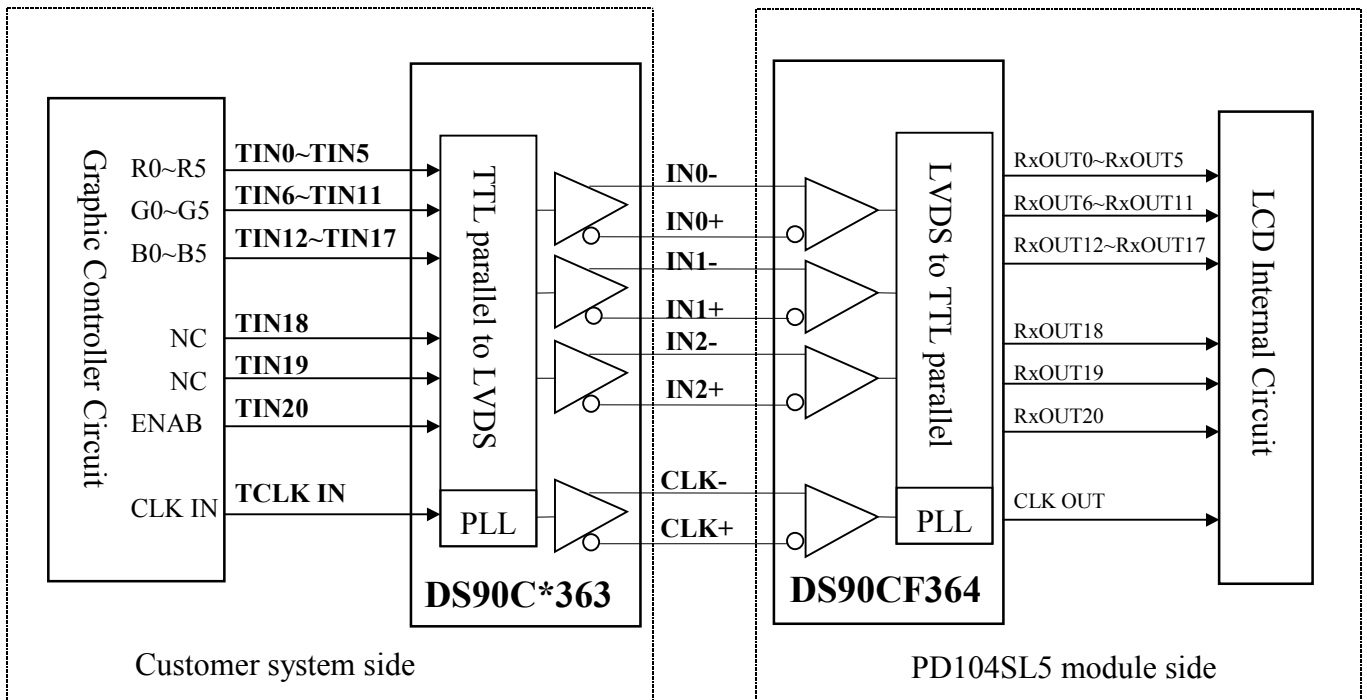 Graphic Controller Circuit
R0~R5
G0~G5
B0~B5
NC
NC
ENAB
CLK IN
TIN0~TIN5
TIN6~TIN11
TIN12~TIN17
TIN18
TIN19
TIN20
TCLK IN
TTL parallel to LVDS
PLL
DS90C*363
IN0-
IN0+
IN1-
IN1+
IN2-
IN2+
CLK-
CLK+
LVDS to TTL parallel
PLL
DS90CF364
RxOUT0~RxOUT5
RxOUT6~RxOUT11
RxOUT12~RxOUT17
RxOUT18
RxOUT19
RxOUT20
CLK OUT
LCD Internal Circuit
Customer system side
PD104SL5 module side